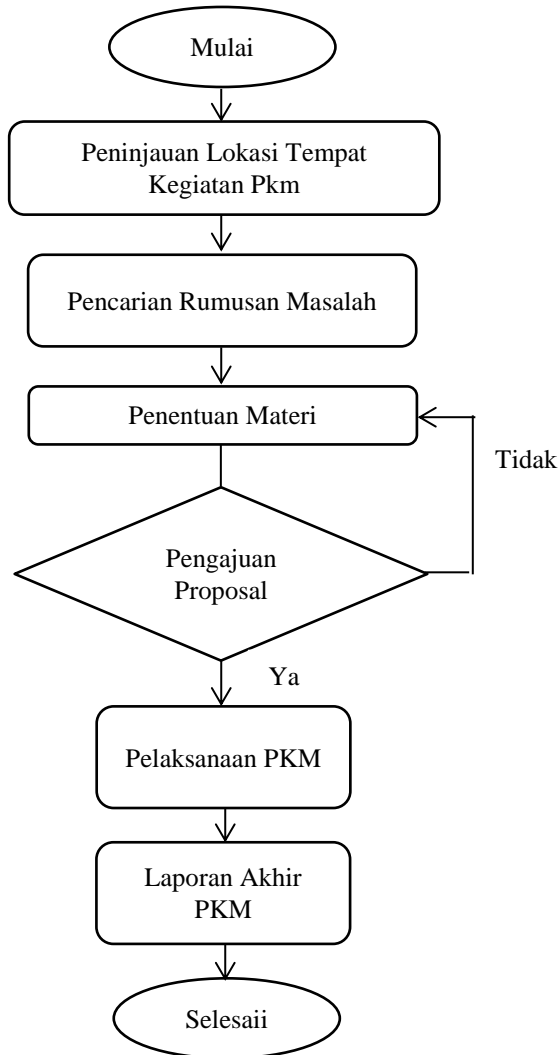 Mulai
Peninjauan Lokasi Tempat
Kegiatan Pkm
Pencarian Rumusan Masalah
Penentuan Materi
Tidak
Pengajuan
Proposal
Ya
Pelaksanaan PKM
Laporan Akhir
PKM
Selesaii